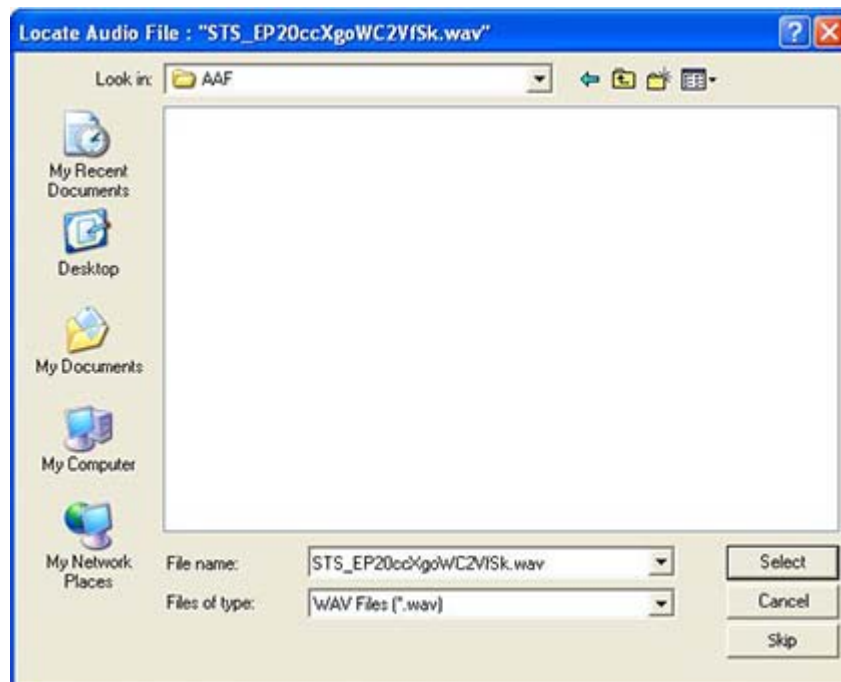 Locate Audio File : "STS_EP20ccXgoWC2VfSk.wav"
Look in: AAF
My Recent
Documents
Desktop
My Documents
My Computer
My Network
Places
File name: STS_EP20ccXgoWC2VfSk.wav Select
Files of type: WAV Files (*.wav) Cancel
Skip